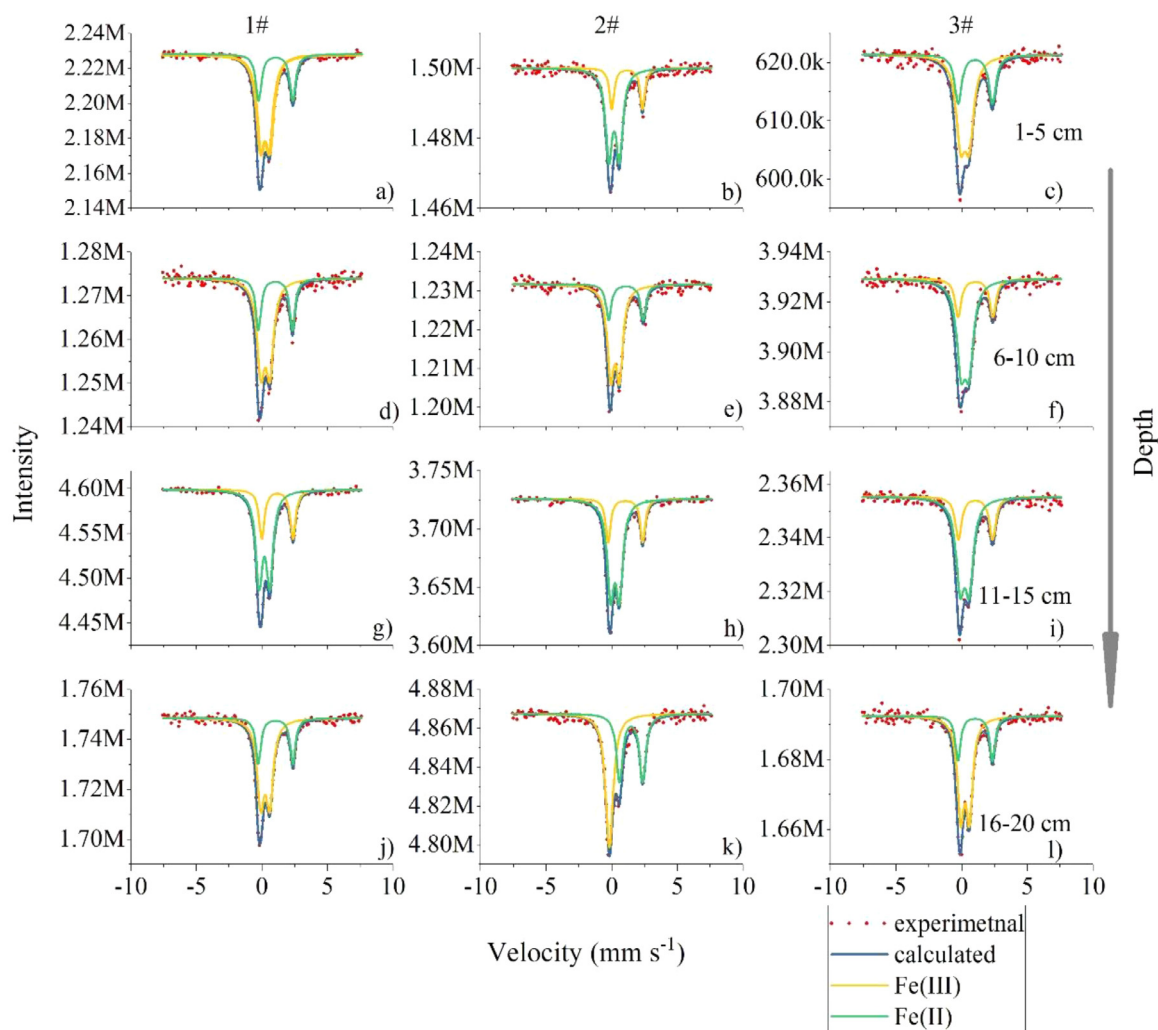 1# 2# 3#
2.24M
2.22M
2.20M
2.18M
2.16M
2.14M
a)
1.50M
1.48M
1.46M
b)
620.0k
610.0k
600.0k
1-5 cm
c)
1.28M
1.27M
1.26M
1.25M
1.24M
d)
1.24M
1.23M
1.22M
1.21M
1.20M
e)
3.94M
3.92M
3.90M
3.88M
6-10 cm
f)
4.60M
4.55M
4.50M
4.45M
g)
3.75M
3.70M
3.65M
3.60M
h)
2.36M
2.34M
2.32M
2.30M
11-15 cm
i)
1.76M
1.74M
1.72M
1.70M
j)
4.88M
4.86M
4.84M
4.82M
4.80M
k)
1.70M
1.68M
1.66M
16-20 cm
l)
-10 -5 0 5 -10 -5 0 5 -10 -5 0 5 10
Intensity
Depth
Velocity (mm s-1)
experimetnal
calculated
Fe(III)
Fe(II)